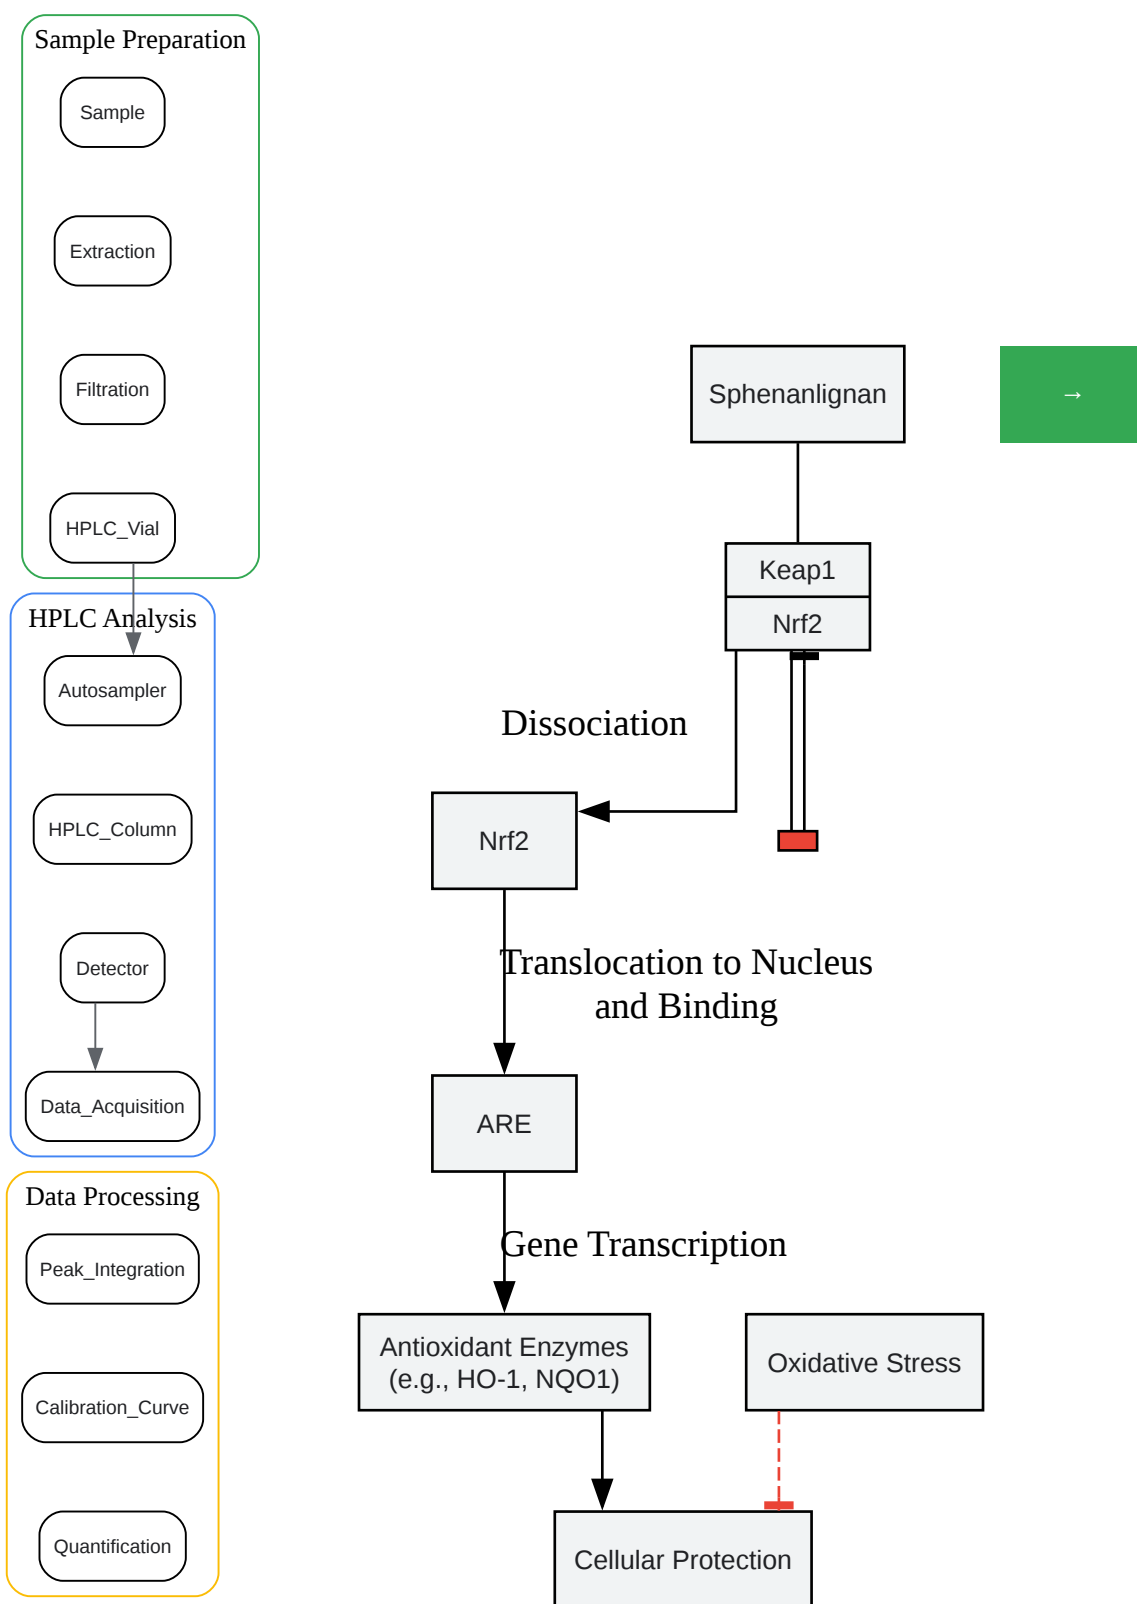 Sample Preparation
Sample
Extraction
Filtration
HPLC_Vial
HPLC Analysis
Autosampler
HPLC_Column
Detector
Data_Acquisition
Data Processing
Peak_Integration
Calibration_Curve
Quantification
Sphenanlignan
→
Keap1
Nrf2
Dissociation
Nrf2
Translocation to Nucleus
and Binding
ARE
Gene Transcription
Antioxidant Enzymes
(e.g., HO-1, NQO1)
Oxidative Stress
Cellular Protection